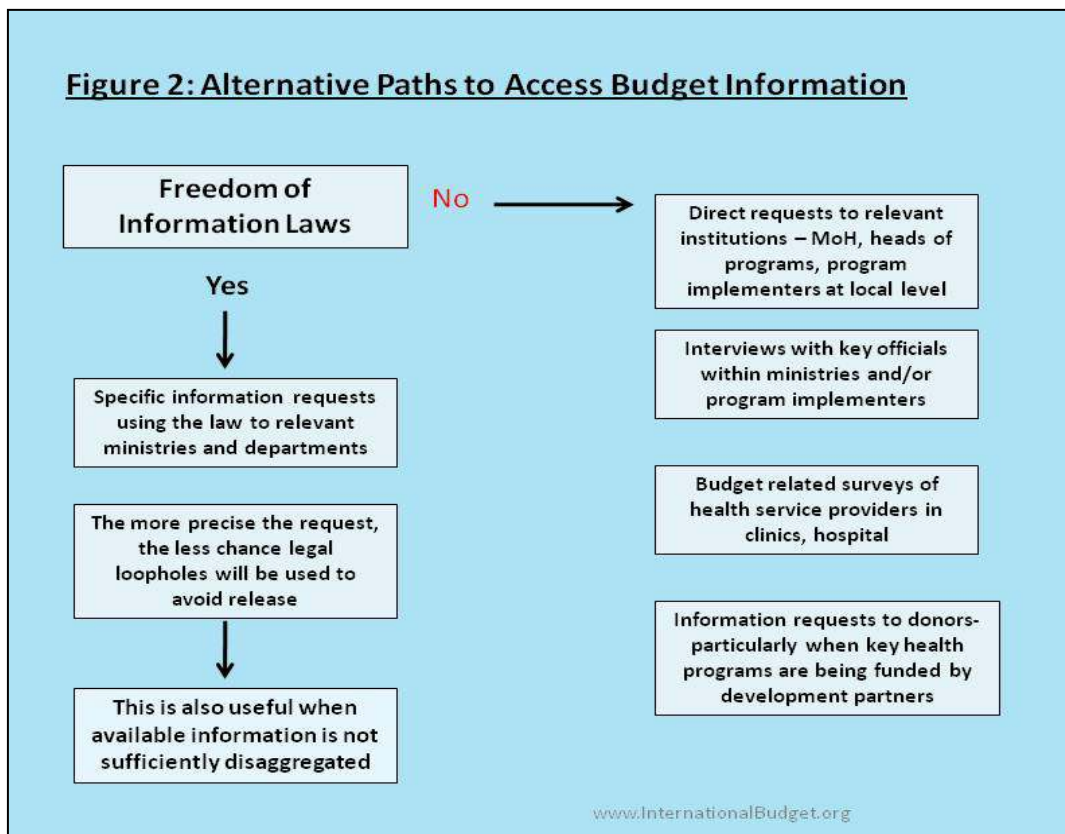 Figure 2: Alternative Paths to Access Budget Information
Freedom of
Information Laws
No
Yes
Specific information requests
using the law to relevant
ministries and departments
The more precise the request,
the less chance legal
loopholes will be used to
avoid release
This is also useful when
available information is not
sufficiently disaggregated
Direct requests to relevant
institutions – MoH, heads of
programs, program
implementers at local level
Interviews with key officials
within ministries and/or
program implementers
Budget related surveys of
health service providers in
clinics, hospital
Information requests to donors-
particularly when key health
programs are being funded by
development partners
www.InternationalBudget.org